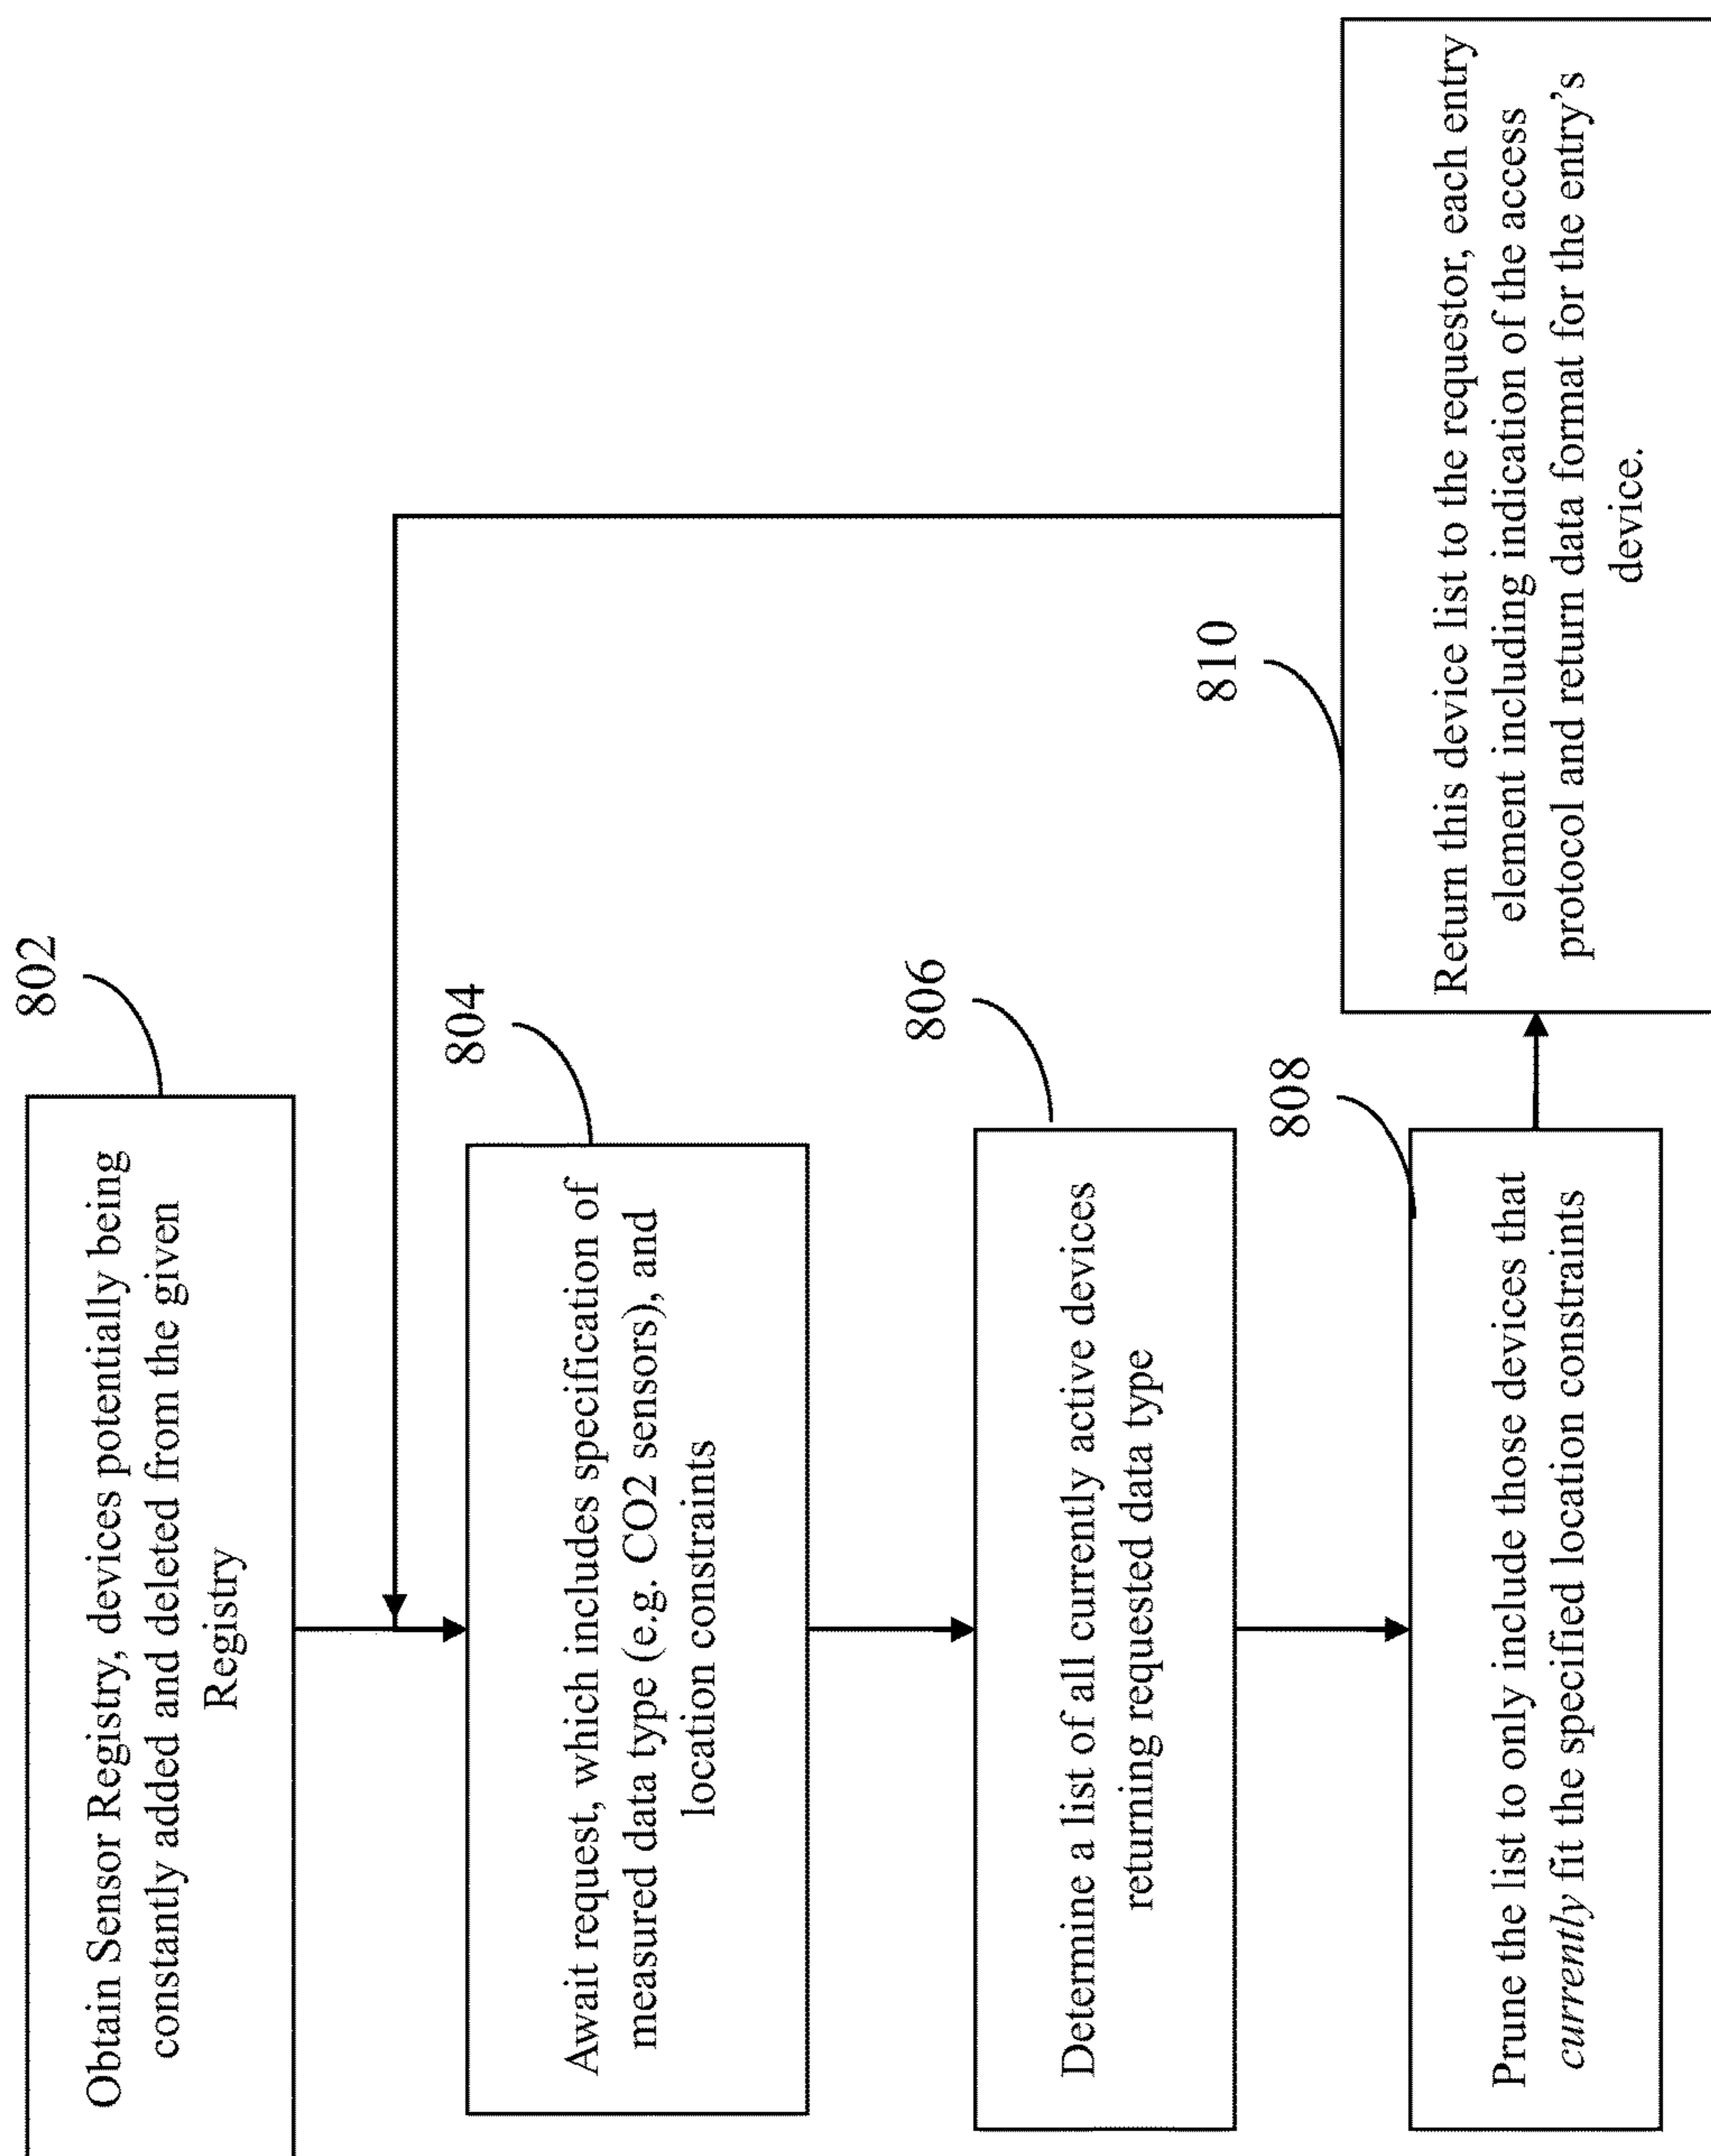 802
Obtain Sensor Registry, devices potentially being
constantly added and deleted from the given
Registry
804
Await request, which includes specification of
measured data type (e.g. CO2 sensors), and
location constraints
806
Determine a list of all currently active devices
returning requested data type
808
Prune the list to only include those devices that
currently fit the specified location constraints
810
Return this device list to the requestor, each entry
element including indication of the access
protocol and return data format for the entry's
device.